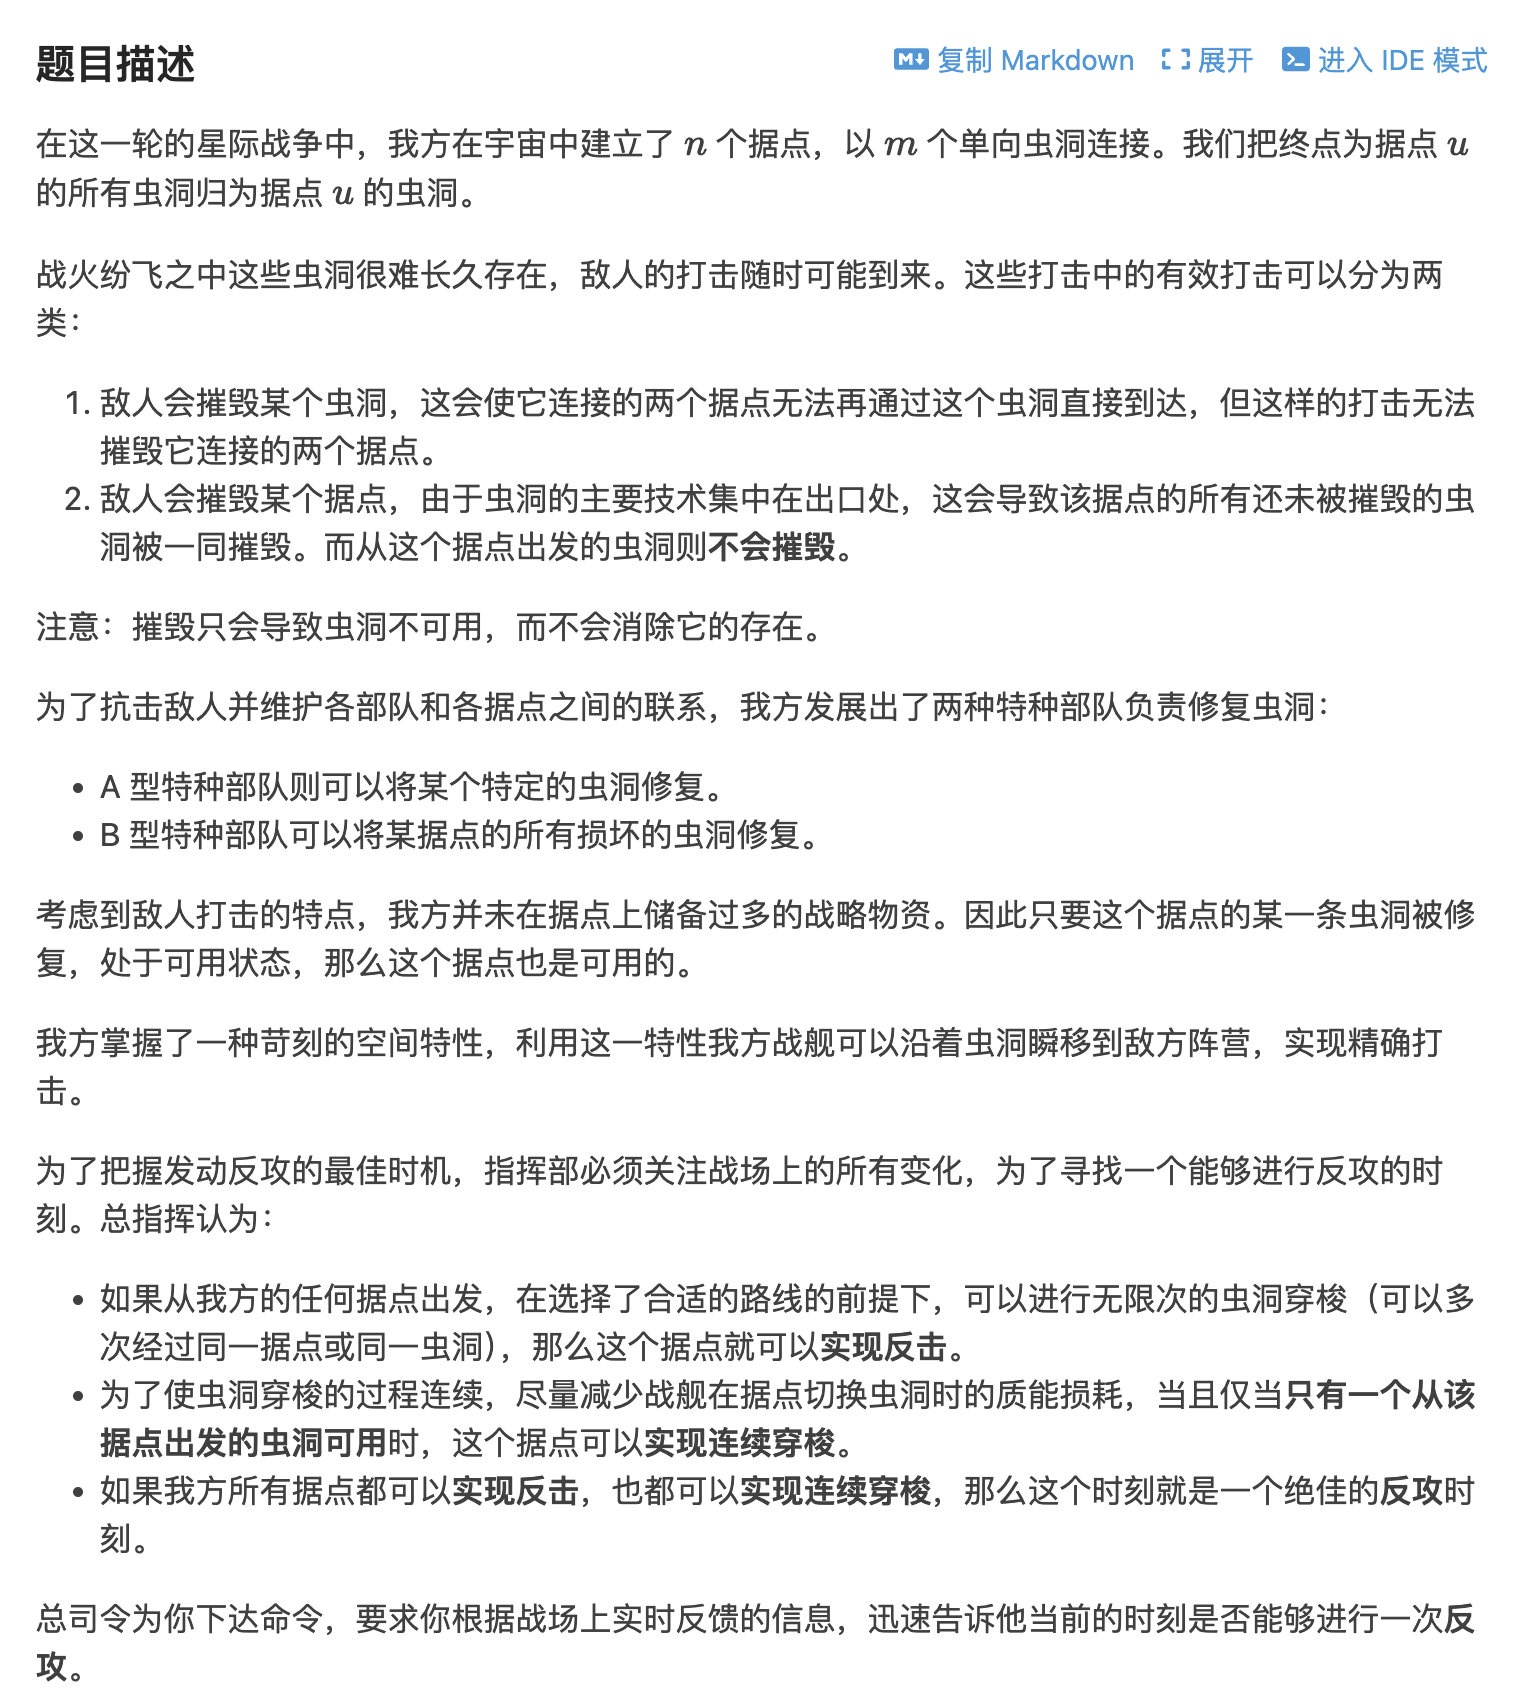 题目描述
复制 Markdown 展开 进入 IDE 模式
在这一轮的星际战争中，我方在宇宙中建立了 n 个据点，以 m 个单向虫洞连接。我们把终点为据点 u
的所有虫洞归为据点 u 的虫洞。
战火纷飞之中这些虫洞很难长久存在，敌人的打击随时可能到来。这些打击中的有效打击可以分为两
类：
1. 敌人会摧毁某个虫洞，这会使它连接的两个据点无法再通过这个虫洞直接到达，但这样的打击无法
摧毁它连接的两个据点。
2. 敌人会摧毁某个据点，由于虫洞的主要技术集中在出口处，这会导致该据点的所有还未被摧毁的虫
洞被一同摧毁。而从这个据点出发的虫洞则不会摧毁。
注意：摧毁只会导致虫洞不可用，而不会消除它的存在。
为了抗击敌人并维护各部队和各据点之间的联系，我方发展出了两种特种部队负责修复虫洞：
• A 型特种部队则可以将某个特定的虫洞修复。
• B 型特种部队可以将某据点的所有损坏的虫洞修复。
考虑到敌人打击的特点，我方并未在据点上储备过多的战略物资。因此只要这个据点的某一条虫洞被修
复，处于可用状态，那么这个据点也是可用的。
我方掌握了一种苛刻的空间特性，利用这一特性我方战舰可以沿着虫洞瞬移到敌方阵营，实现精确打
击。
为了把握发动反攻的最佳时机，指挥部必须关注战场上的所有变化，为了寻找一个能够进行反攻的时
刻。总指挥认为：
• 如果从我方的任何据点出发，在选择了合适的路线的前提下，可以进行无限次的虫洞穿梭（可以多
次经过同一据点或同一虫洞），那么这个据点就可以实现反击。
• 为了使虫洞穿梭的过程连续，尽量减少战舰在据点切换虫洞时的质能损耗，当且仅当只有一个从该
据点出发的虫洞可用时，这个据点可以实现连续穿梭。
• 如果我方所有据点都可以实现反击，也都可以实现连续穿梭，那么这个时刻就是一个绝佳的反攻时
刻。
总司令为你下达命令，要求你根据战场上实时反馈的信息，迅速告诉他当前的时刻是否能够进行一次反
攻。